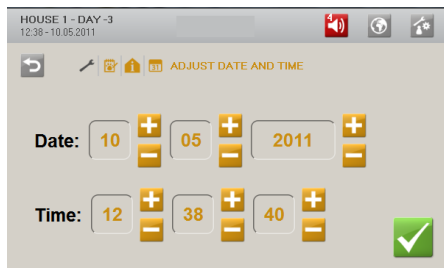 HOUSE 1 - DAY -3
12:38 - 10.05.2011
31 ADJUST DATE AND TIME
Date: 10 05 2011
Time: 12 38 40